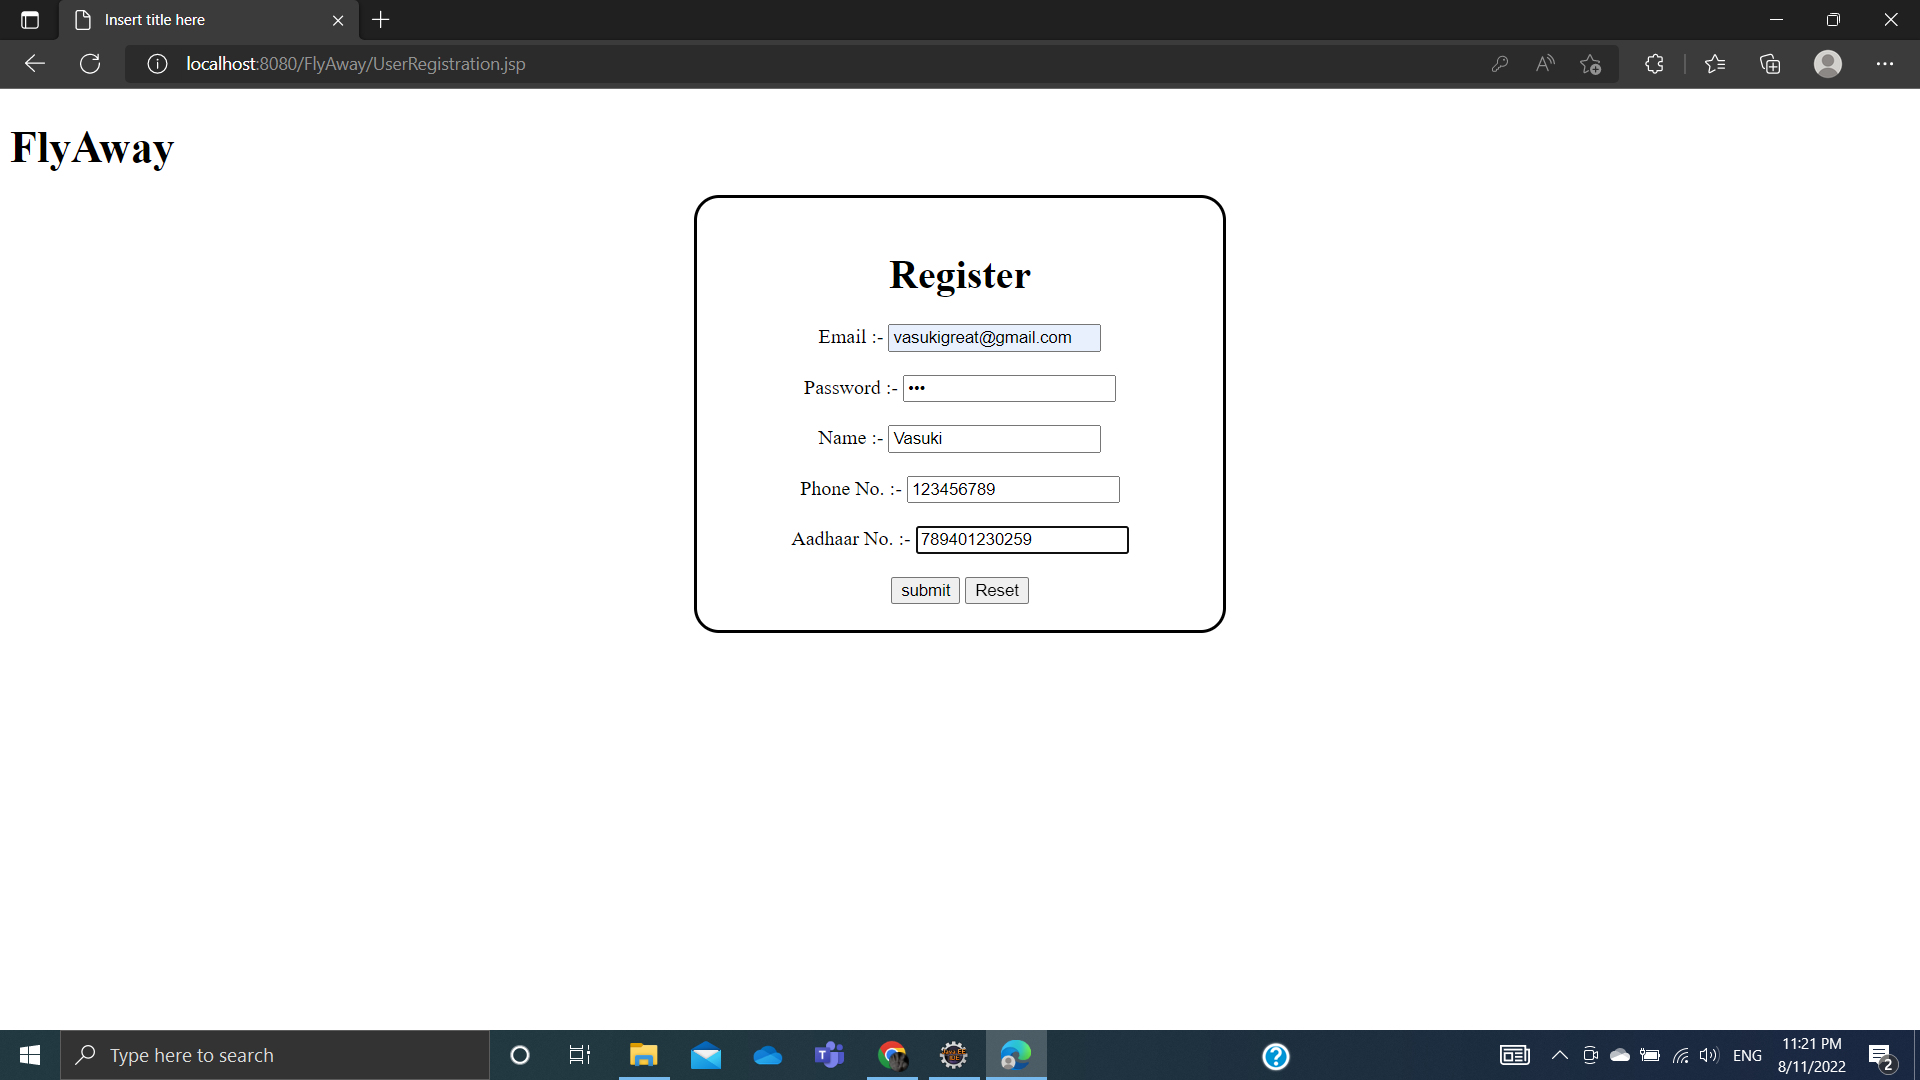 Insert title here
localhost:8080/FlyAway/UserRegistration.jsp
FlyAway
Register
Email :- vasukigreat@gmail.com
Password :- •••
Name :- Vasuki
Phone No. :- 123456789
Aadhaar No. :- 789401230259
submit Reset
Type here to search
ENG
11:21 PM
8/11/2022
2